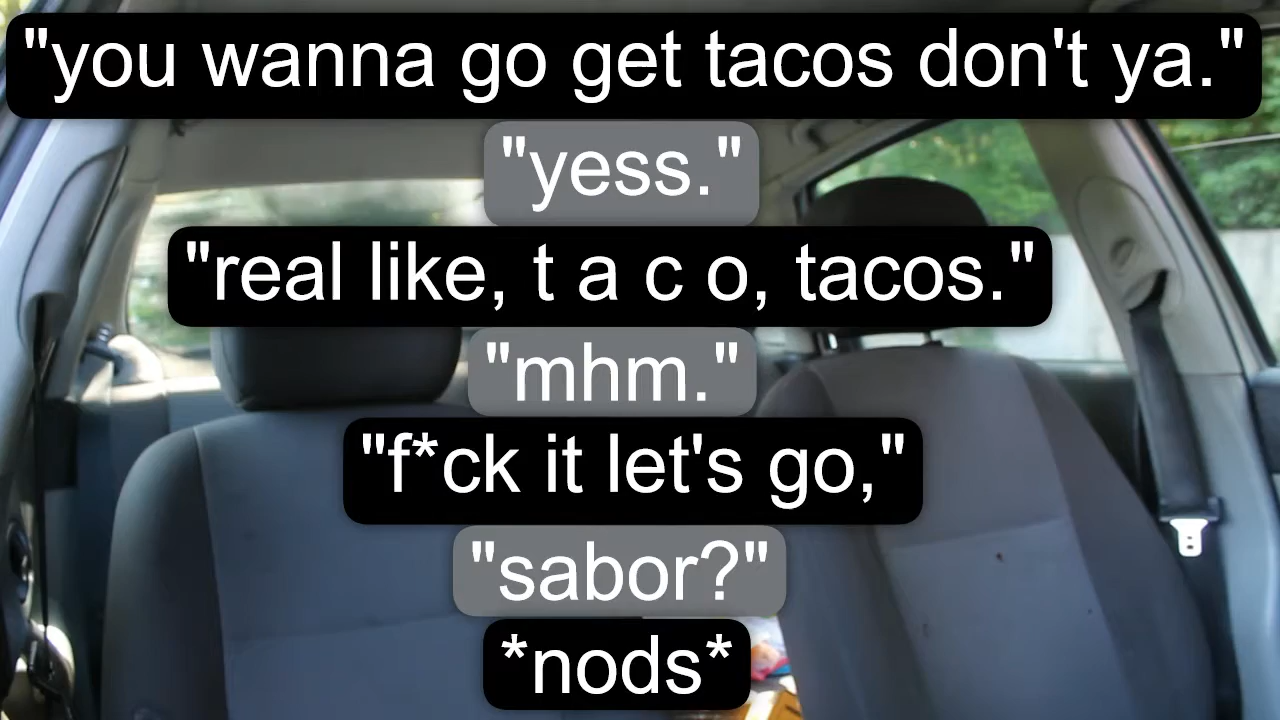 "you wanna go get tacos don't ya."
"yess."
"real like, t a c o, tacos."
"mhm."
"f*ck it let's go,"
"sabor?"
*nods*